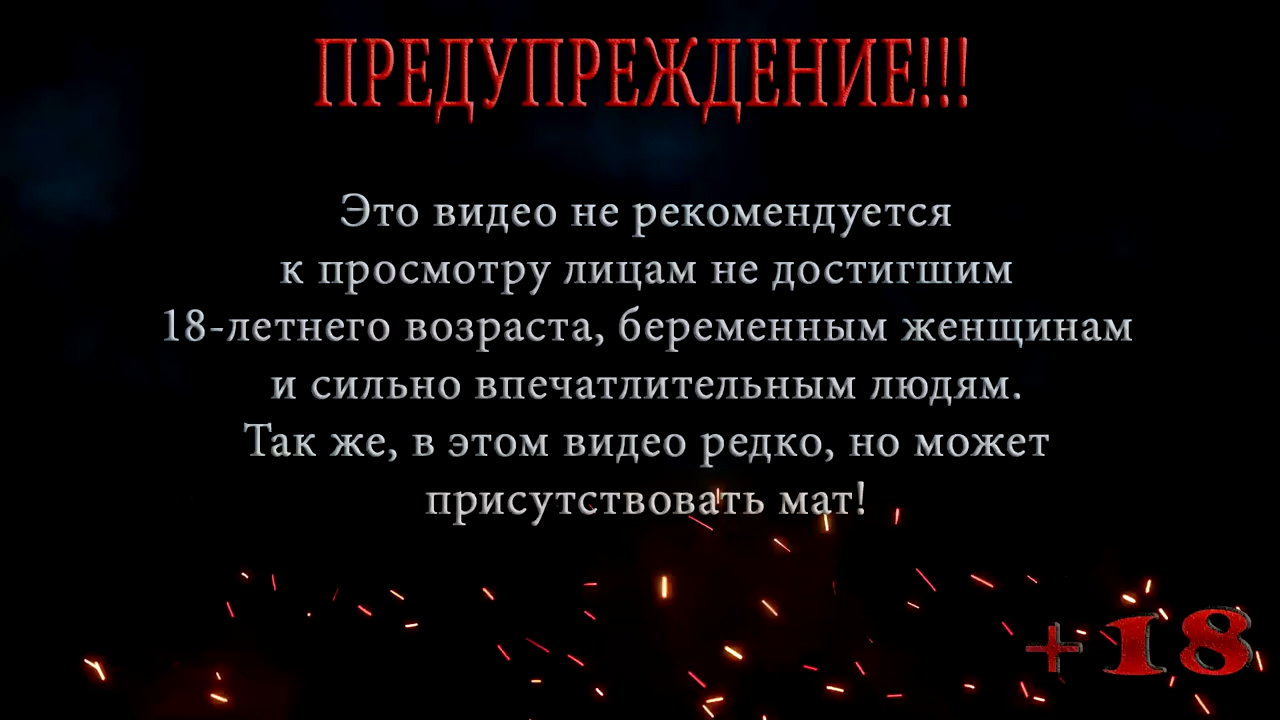 ПРЕДУПРЕЖДЕНИЕ!!!
Это видео не рекомендуется
к просмотру лицам не достигшим
18-летнего возраста, беременным женщинам
и сильно впечатлительным людям.
Так же, в этом видео редко, но может
присутствовать мат!
+18